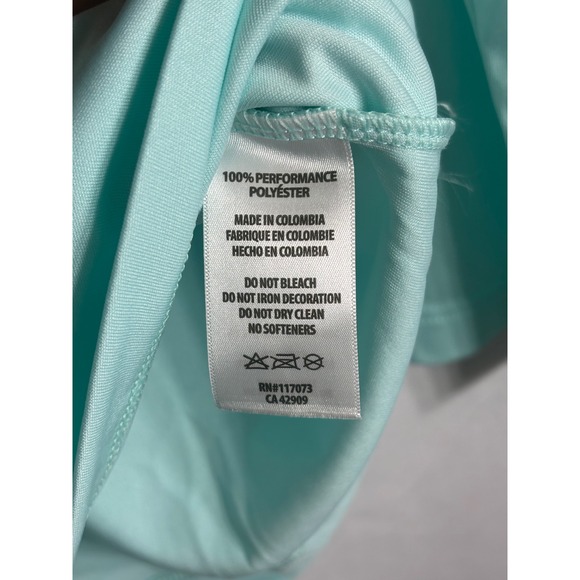 100% PERFORMANCE
POLYÉSTER
MADE IN COLOMBIA
FABRIQUE EN COLOMBIE
HECHO EN COLOMBIA
DO NOT BLEACH
DO NOT IRON DECORATION
DO NOT DRY CLEAN
NO SOFTENERS
RN#117073
CA 42909